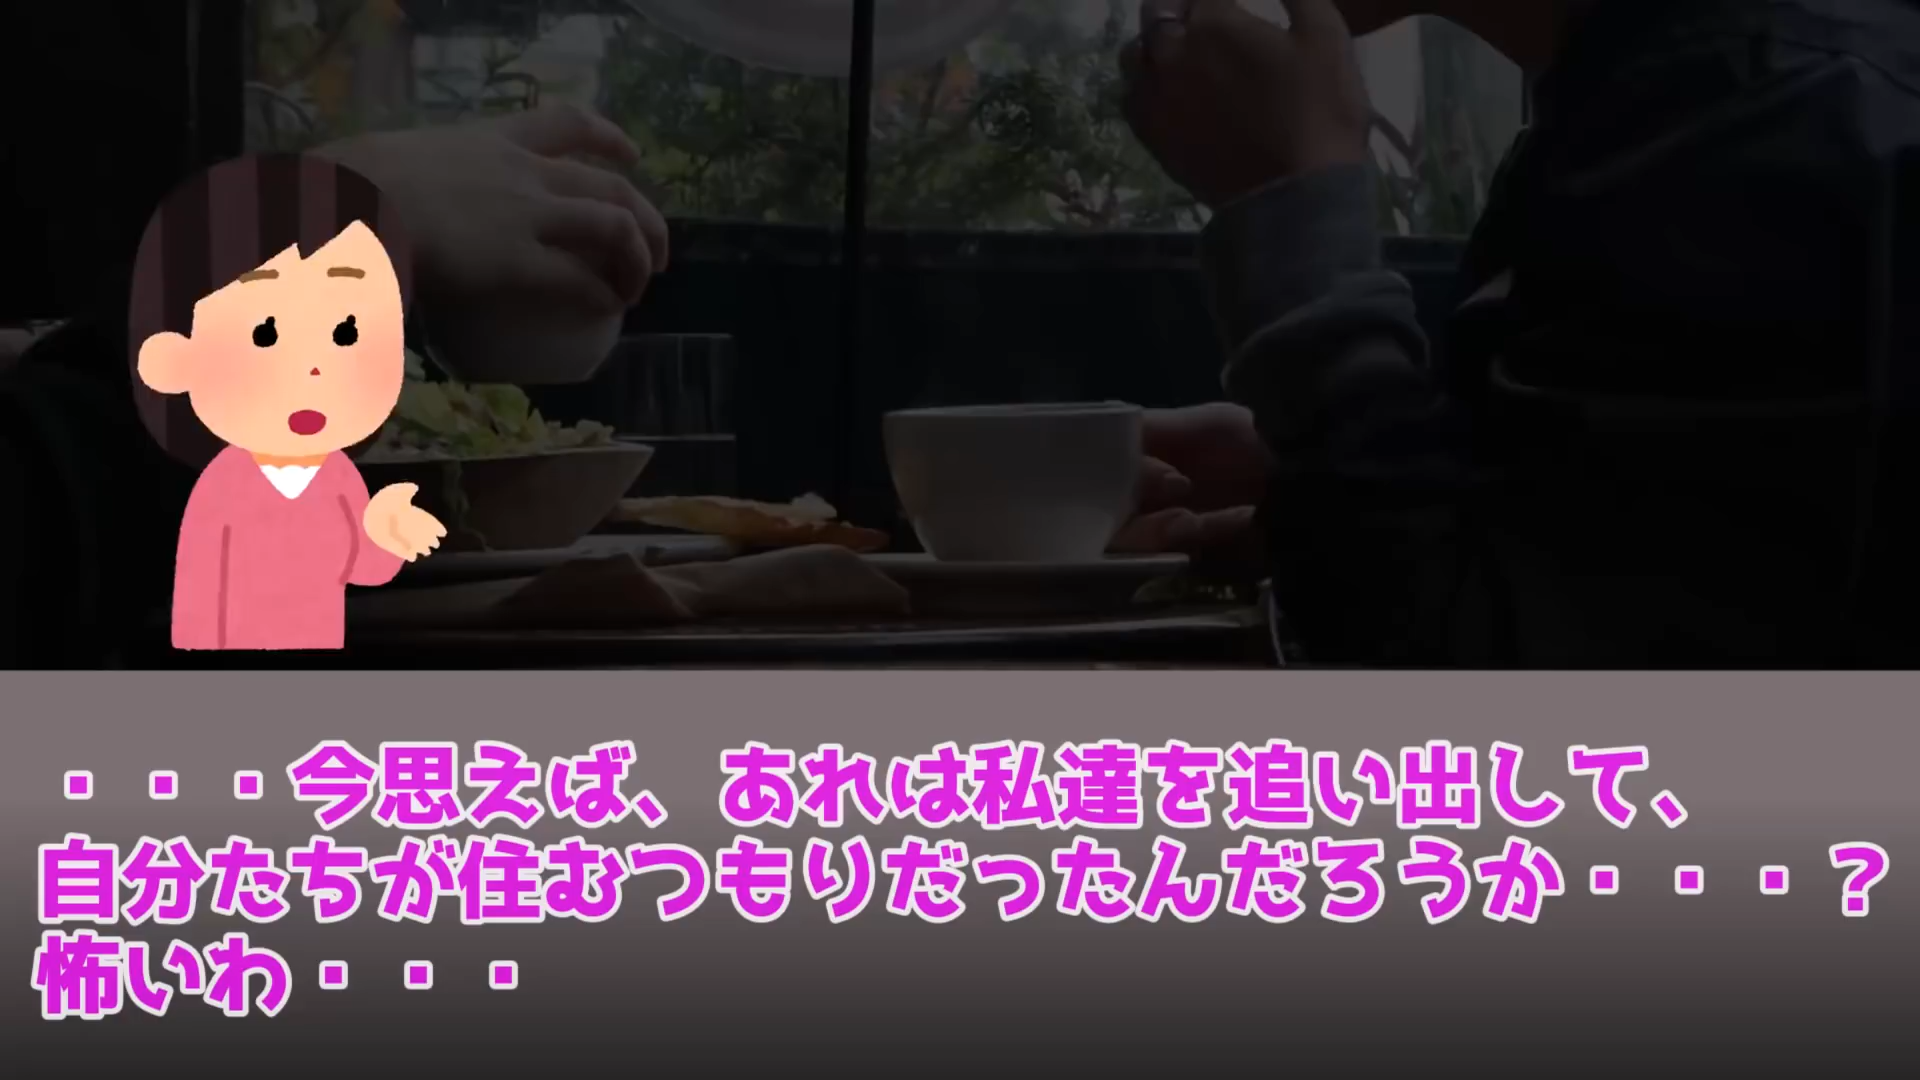 ・・・今思えば、あれは私達を追い出して、
自分たちが住むつもりだったんだろうか・・・？
怖いわ・・・